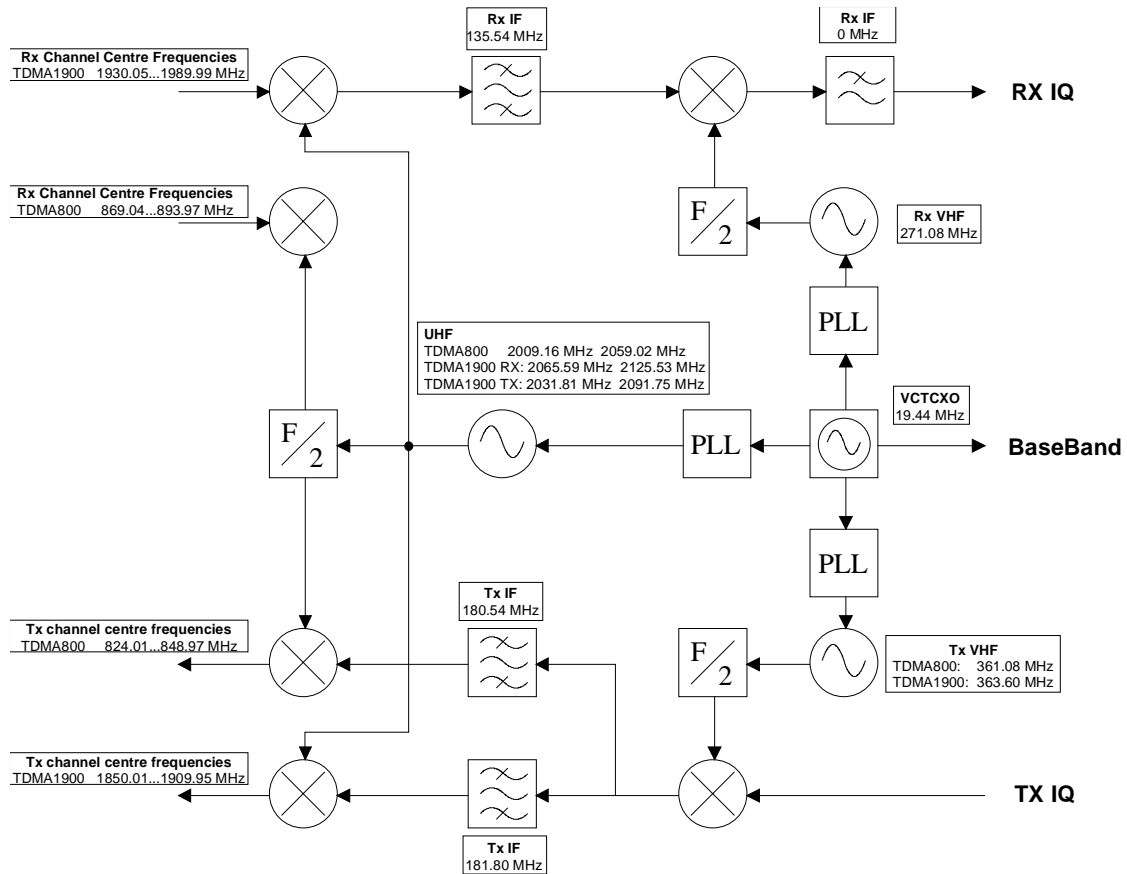 Rx IF
135.54 MHz
Rx IF
0 MHz
Rx Channel Centre Frequencies
TDMA1900 1930.05...1989.99 MHz
RX IQ
Rx Channel Centre Frequencies
TDMA800 869.04...893.97 MHz
F/2
Rx VHF
271.08 MHz
PLL
UHF
TDMA800 2009.16 MHz 2059.02 MHz
TDMA1900 RX: 2065.59 MHz 2125.53 MHz
TDMA1900 TX: 2031.81 MHz 2091.75 MHz
VCTCXO
19.44 MHz
F/2
PLL
BaseBand
PLL
Tx IF
180.54 MHz
Tx channel centre frequencies
TDMA800 824.01...848.97 MHz
F/2
Tx VHF
TDMA800: 361.08 MHz
TDMA1900: 363.60 MHz
Tx channel centre frequencies
TDMA1900 1850.01...1909.95 MHz
TX IQ
Tx IF
181.80 MHz